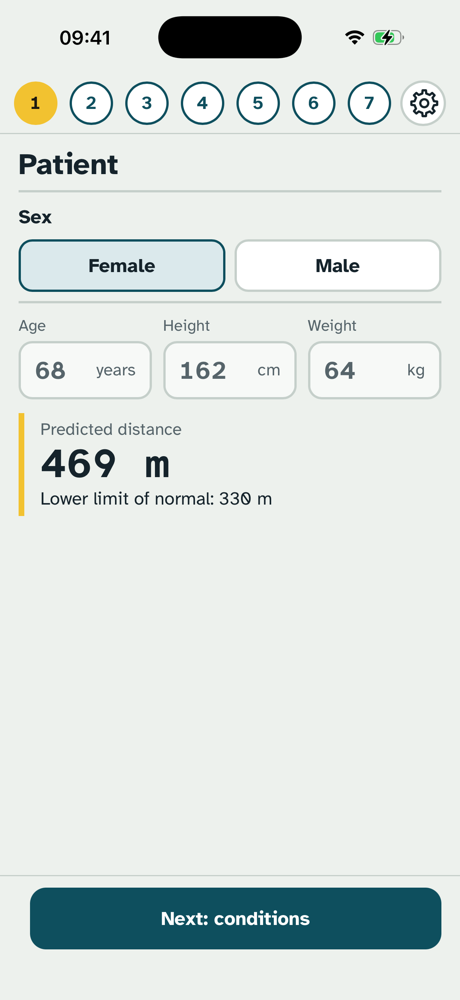 09:41
1 2 3 4 5 6 7
Patient
Sex
Female Male
Age Height Weight
68 years 162 cm 64 kg
Predicted distance
469 m
Lower limit of normal: 330 m
Next: conditions